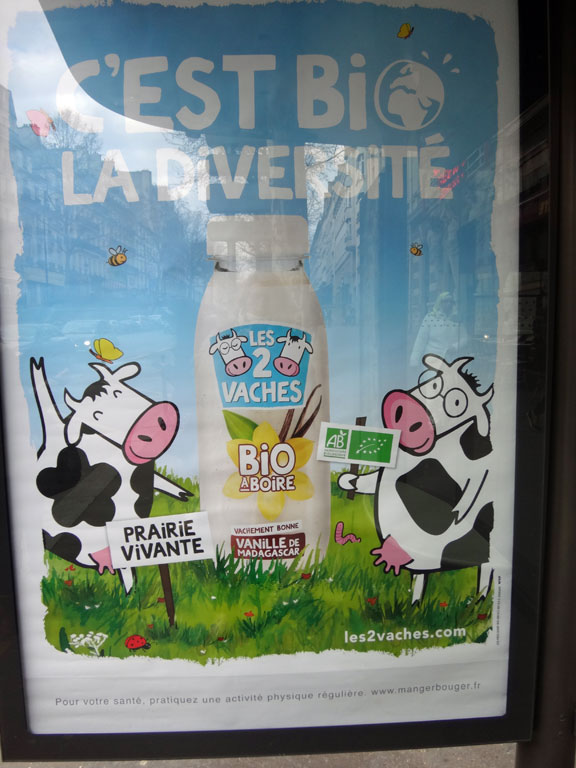 C'EST BiO
LA DiVERSiTÉ
LES
2
VACHES
BiO
A BOiRE
VACHEMENT BONNE
VANiLLE DE
MADAGASCAR
AB
PRAiRiE
ViVANTE
les2vaches.com
Pour votre santé, pratiquez une activité physique régulière. www.mangerbouger.fr